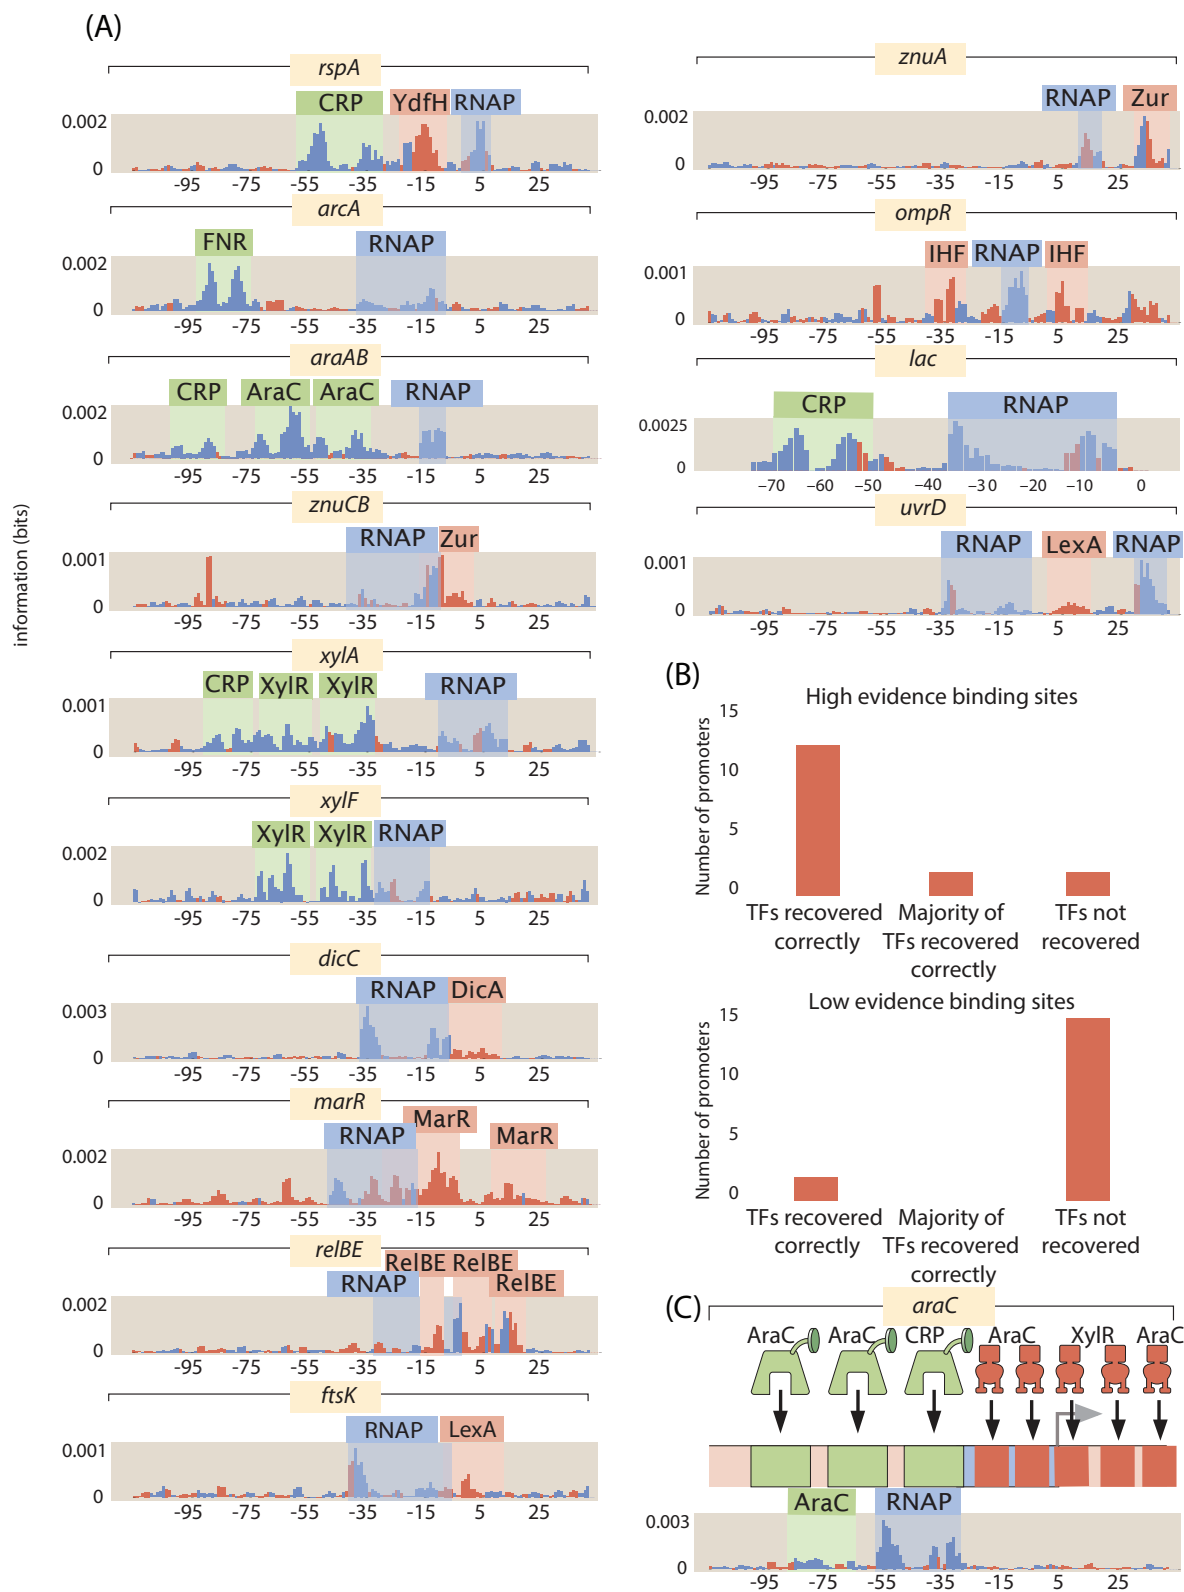 (A)
rspA
CRP YdfH RNAP
0.002
0
-95 -75 -55 -35 -15 5 25
arcA
FNR RNAP
0.002
0
-95 -75 -55 -35 -15 5 25
araAB
CRP AraC AraC RNAP
0.002
0
-95 -75 -55 -35 -15 5 25
znuCB
RNAP Zur
0.001
0
-95 -75 -55 -35 -15 5 25
xylA
CRP XylR XylR RNAP
0.001
0
-95 -75 -55 -35 -15 5 25
xylF
XylR XylR RNAP
0.002
0
-95 -75 -55 -35 -15 5 25
dicC
RNAP DicA
0.003
0
-95 -75 -55 -35 -15 5 25
marR
MarR
RNAP MarR
0.002
0
-95 -75 -55 -35 -15 5 25
relBE
RelBE RelBE
RNAP RelBE
0.002
0
-95 -75 -55 -35 -15 5 25
ftsK
RNAP LexA
0.001
0
-95 -75 -55 -35 -15 5 25
information (bits)
znuA
RNAP Zur
0.002
0
-95 -75 -55 -35 -15 5 25
ompR
IHF RNAP IHF
0.001
0
-95 -75 -55 -35 -15 5 25
lac
CRP RNAP
0.0025
0
−70 −60 −50 −40 −30 −20 −10 0
uvrD
RNAP LexA RNAP
0.001
0
-95 -75 -55 -35 -15 5 25
(B)
High evidence binding sites
Number of promoters
15
10
5
0
TFs recovered correctly
Majority of TFs recovered correctly
TFs not recovered
Low evidence binding sites
Number of promoters
15
10
5
0
TFs recovered correctly
Majority of TFs recovered correctly
TFs not recovered
(C)
araC
AraC AraC CRP AraC XylR AraC
AraC RNAP
0.003
0
-95 -75 -55 -35 -15 5 25